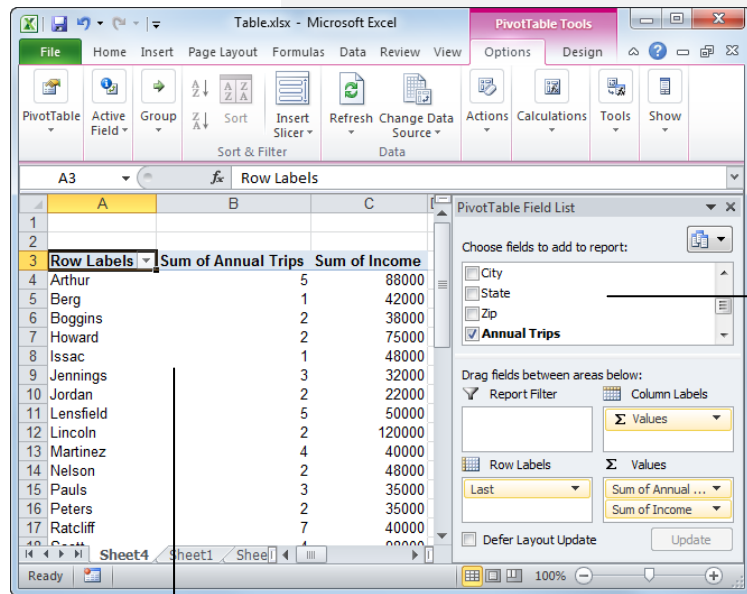 Table.xlsx - Microsoft Excel
PivotTable Tools
File Home Insert Page Layout Formulas Data Review View Options Design
PivotTable Active Field Group Sort Insert Slicer Refresh Change Data Source Actions Calculations Tools Show
Sort & Filter Data
A3 fx Row Labels
A B C
PivotTable Field List
1
2
Choose fields to add to report:
3 Row Labels Sum of Annual Trips Sum of Income
4 Arthur 5 88000
5 Berg 1 42000
6 Boggins 2 38000
7 Howard 2 75000
8 Issac 1 48000
9 Jennings 3 32000
10 Jordan 2 22000
11 Lensfield 5 50000
12 Lincoln 2 120000
13 Martinez 4 40000
14 Nelson 2 48000
15 Pauls 3 35000
16 Peters 2 35000
17 Ratcliff 7 40000
City
State
Zip
Annual Trips
Drag fields between areas below:
Report Filter Column Labels
Σ Values
Row Labels Σ Values
Last Sum of Annual ...
Sum of Income
Defer Layout Update Update
Sheet4 Sheet1 Sheet
Ready 100%